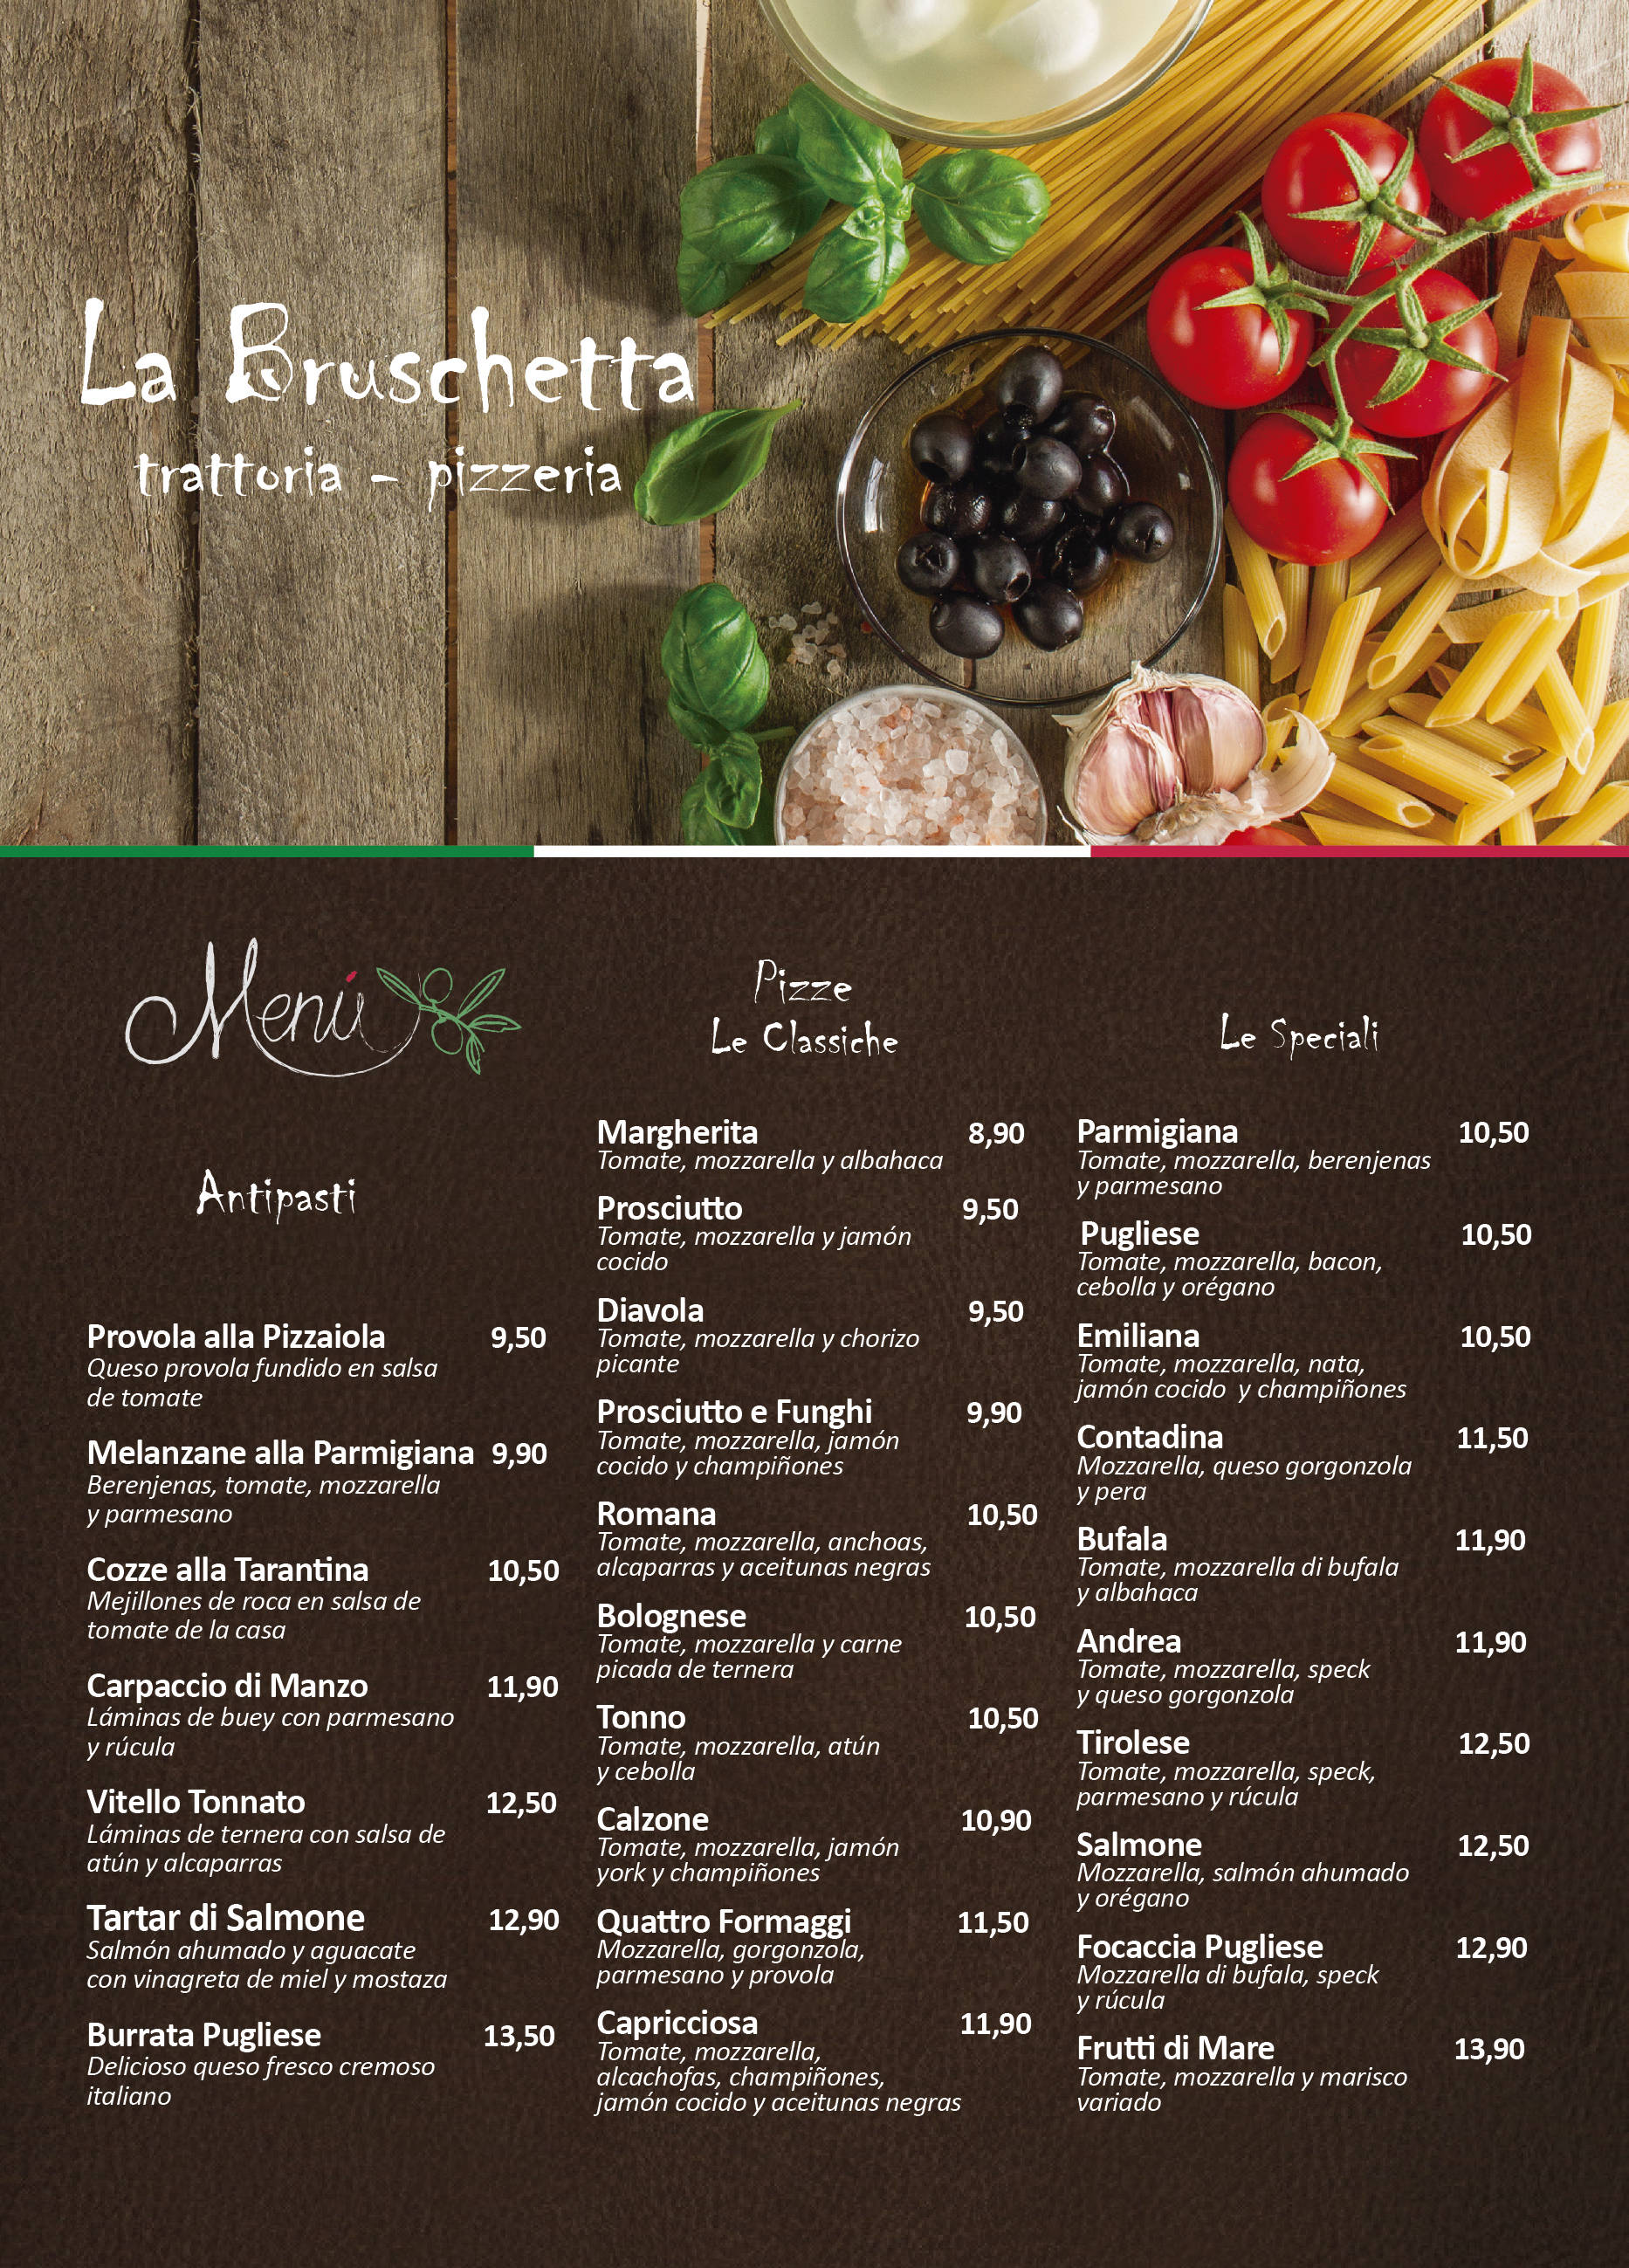 La Bruschetta
trattoria - pizzeria
Menú
Antipasti
Provola alla Pizzaiola 9,50
Queso provola fundido en salsa
de tomate
Melanzane alla Parmigiana 9,90
Berenjenas, tomate, mozzarella
y parmesano
Cozze alla Tarantina 10,50
Mejillones de roca en salsa de
tomate de la casa
Carpaccio di Manzo 11,90
Láminas de buey con parmesano
y rúcula
Vitello Tonnato 12,50
Láminas de ternera con salsa de
atún y alcaparras
Tartar di Salmone 12,90
Salmón ahumado y aguacate
con vinagreta de miel y mostaza
Burrata Pugliese 13,50
Delicioso queso fresco cremoso
italiano
Pizze
Le Classiche
Margherita 8,90
Tomate, mozzarella y albahaca
Prosciutto 9,50
Tomate, mozzarella y jamón
cocido
Diavola 9,50
Tomate, mozzarella y chorizo
picante
Prosciutto e Funghi 9,90
Tomate, mozzarella, jamón
cocido y champiñones
Romana 10,50
Tomate, mozzarella, anchoas,
alcaparras y aceitunas negras
Bolognese 10,50
Tomate, mozzarella y carne
picada de ternera
Tonno 10,50
Tomate, mozzarella, atún
y cebolla
Calzone 10,90
Tomate, mozzarella, jamón
york y champiñones
Quattro Formaggi 11,50
Mozzarella, gorgonzola,
parmesano y provola
Capricciosa 11,90
Tomate, mozzarella,
alcachofas, champiñones,
jamón cocido y aceitunas negras
Le Speciali
Parmigiana 10,50
Tomate, mozzarella, berenjenas
y parmesano
Pugliese 10,50
Tomate, mozzarella, bacon,
cebolla y orégano
Emiliana 10,50
Tomate, mozzarella, nata,
jamón cocido y champiñones
Contadina 11,50
Mozzarella, queso gorgonzola
y pera
Bufala 11,90
Tomate, mozzarella di bufala
y albahaca
Andrea 11,90
Tomate, mozzarella, speck
y queso gorgonzola
Tirolese 12,50
Tomate, mozzarella, speck,
parmesano y rúcula
Salmone 12,50
Mozzarella, salmón ahumado
y orégano
Focaccia Pugliese 12,90
Mozzarella di bufala, speck
y rúcula
Frutti di Mare 13,90
Tomate, mozzarella y marisco
variado